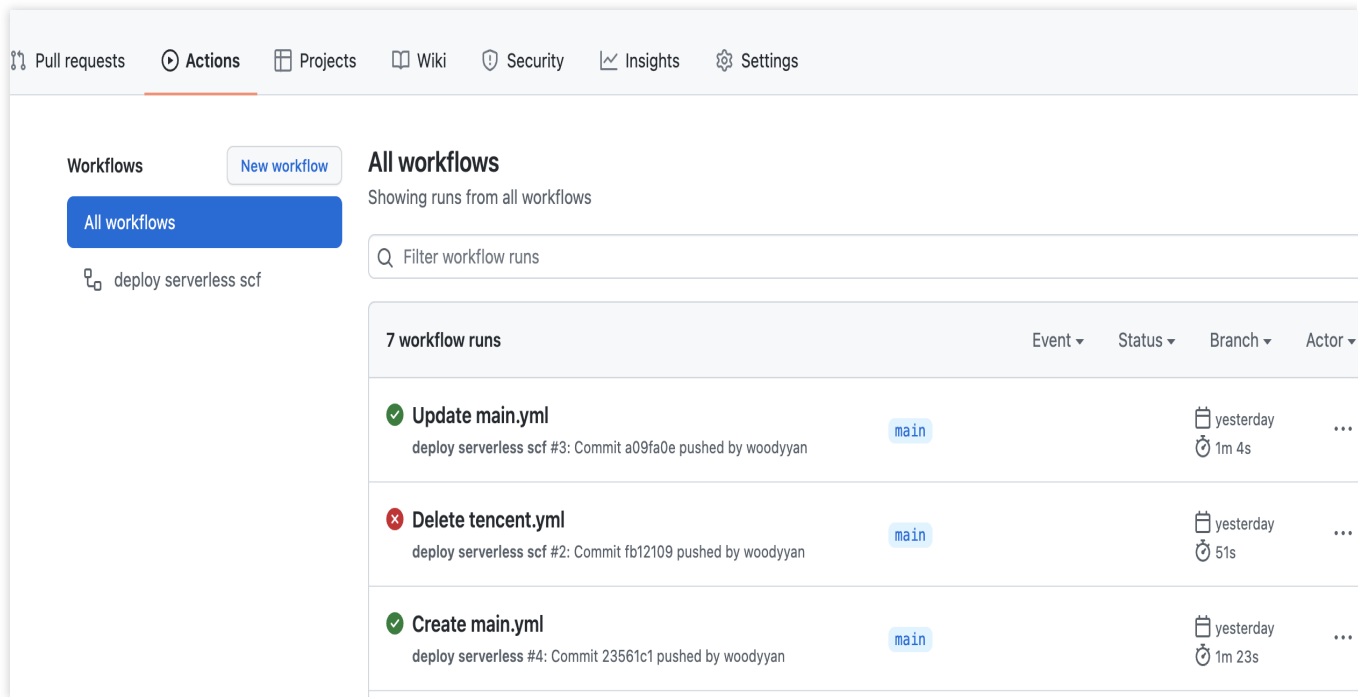 Pull requests Actions Projects Wiki Security Insights Settings
Workflows New workflow
All workflows
deploy serverless scf
All workflows
Showing runs from all workflows
Filter workflow runs
7 workflow runs Event Status Branch Actor
Update main.yml
deploy serverless scf #3: Commit a09fa0e pushed by woodyyan
main
yesterday
1m 4s
Delete tencent.yml
deploy serverless scf #2: Commit fb12109 pushed by woodyyan
main
yesterday
51s
Create main.yml
deploy serverless #4: Commit 23561c1 pushed by woodyyan
main
yesterday
1m 23s